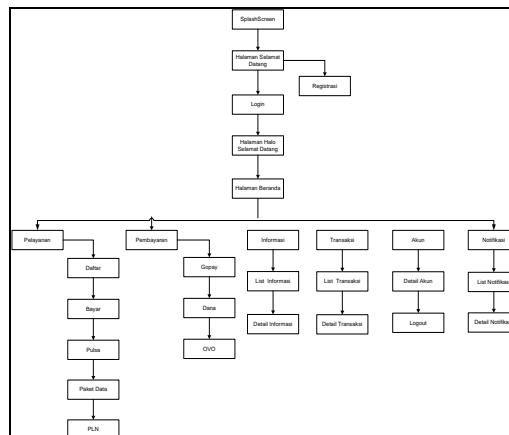 SplashScreen
Halaman Selamat
Datang
Registrasi
Login
Halaman Halo
Selamat Datang
Halaman Beranda
Pelayanan
Pembayaran
Informasi
Transaksi
Akun
Notifikasi
Daftar
Gopay
List Informasi
List Transaksi
Detail Akun
List Notifikasi
Bayar
Dana
Detail Informasi
Detail Transaksi
Logout
Detail Notifikasi
Pulsa
OVO
Paket Data
PLN